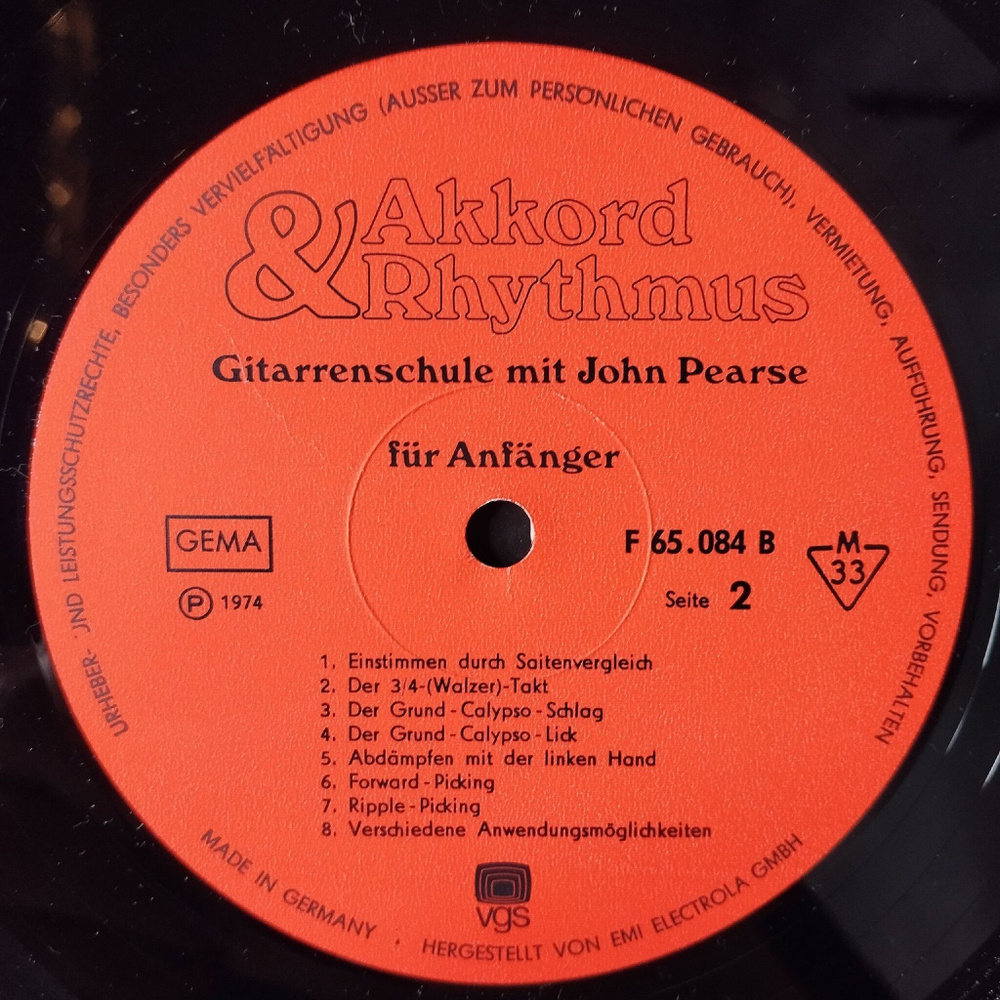 URHEBER- UND LEISTUNGSSCHUTZRECHTE, BESONDERS VERVIELFÄLTIGUNG (AUSSER ZUM PERSÖNLICHEN GEBRAUCH), VERMIETUNG, AUFFÜHRUNG, SENDUNG, VORBEHALTEN
& Akkord
Rhythmus
Gitarrenschule mit John Pearse
für Anfänger
GEMA
Ⓟ 1974
F 65.084 B
Seite 2
M
33
1. Einstimmen durch Saitenvergleich
2. Der 3/4-(Walzer)-Takt
3. Der Grund-Calypso-Schlag
4. Der Grund-Calypso-Lick
5. Abdämpfen mit der linken Hand
6. Forward-Picking
7. Ripple-Picking
8. Verschiedene Anwendungsmöglichkeiten
vgs
MADE IN GERMANY · HERGESTELLT VON EMI ELECTROLA GMBH